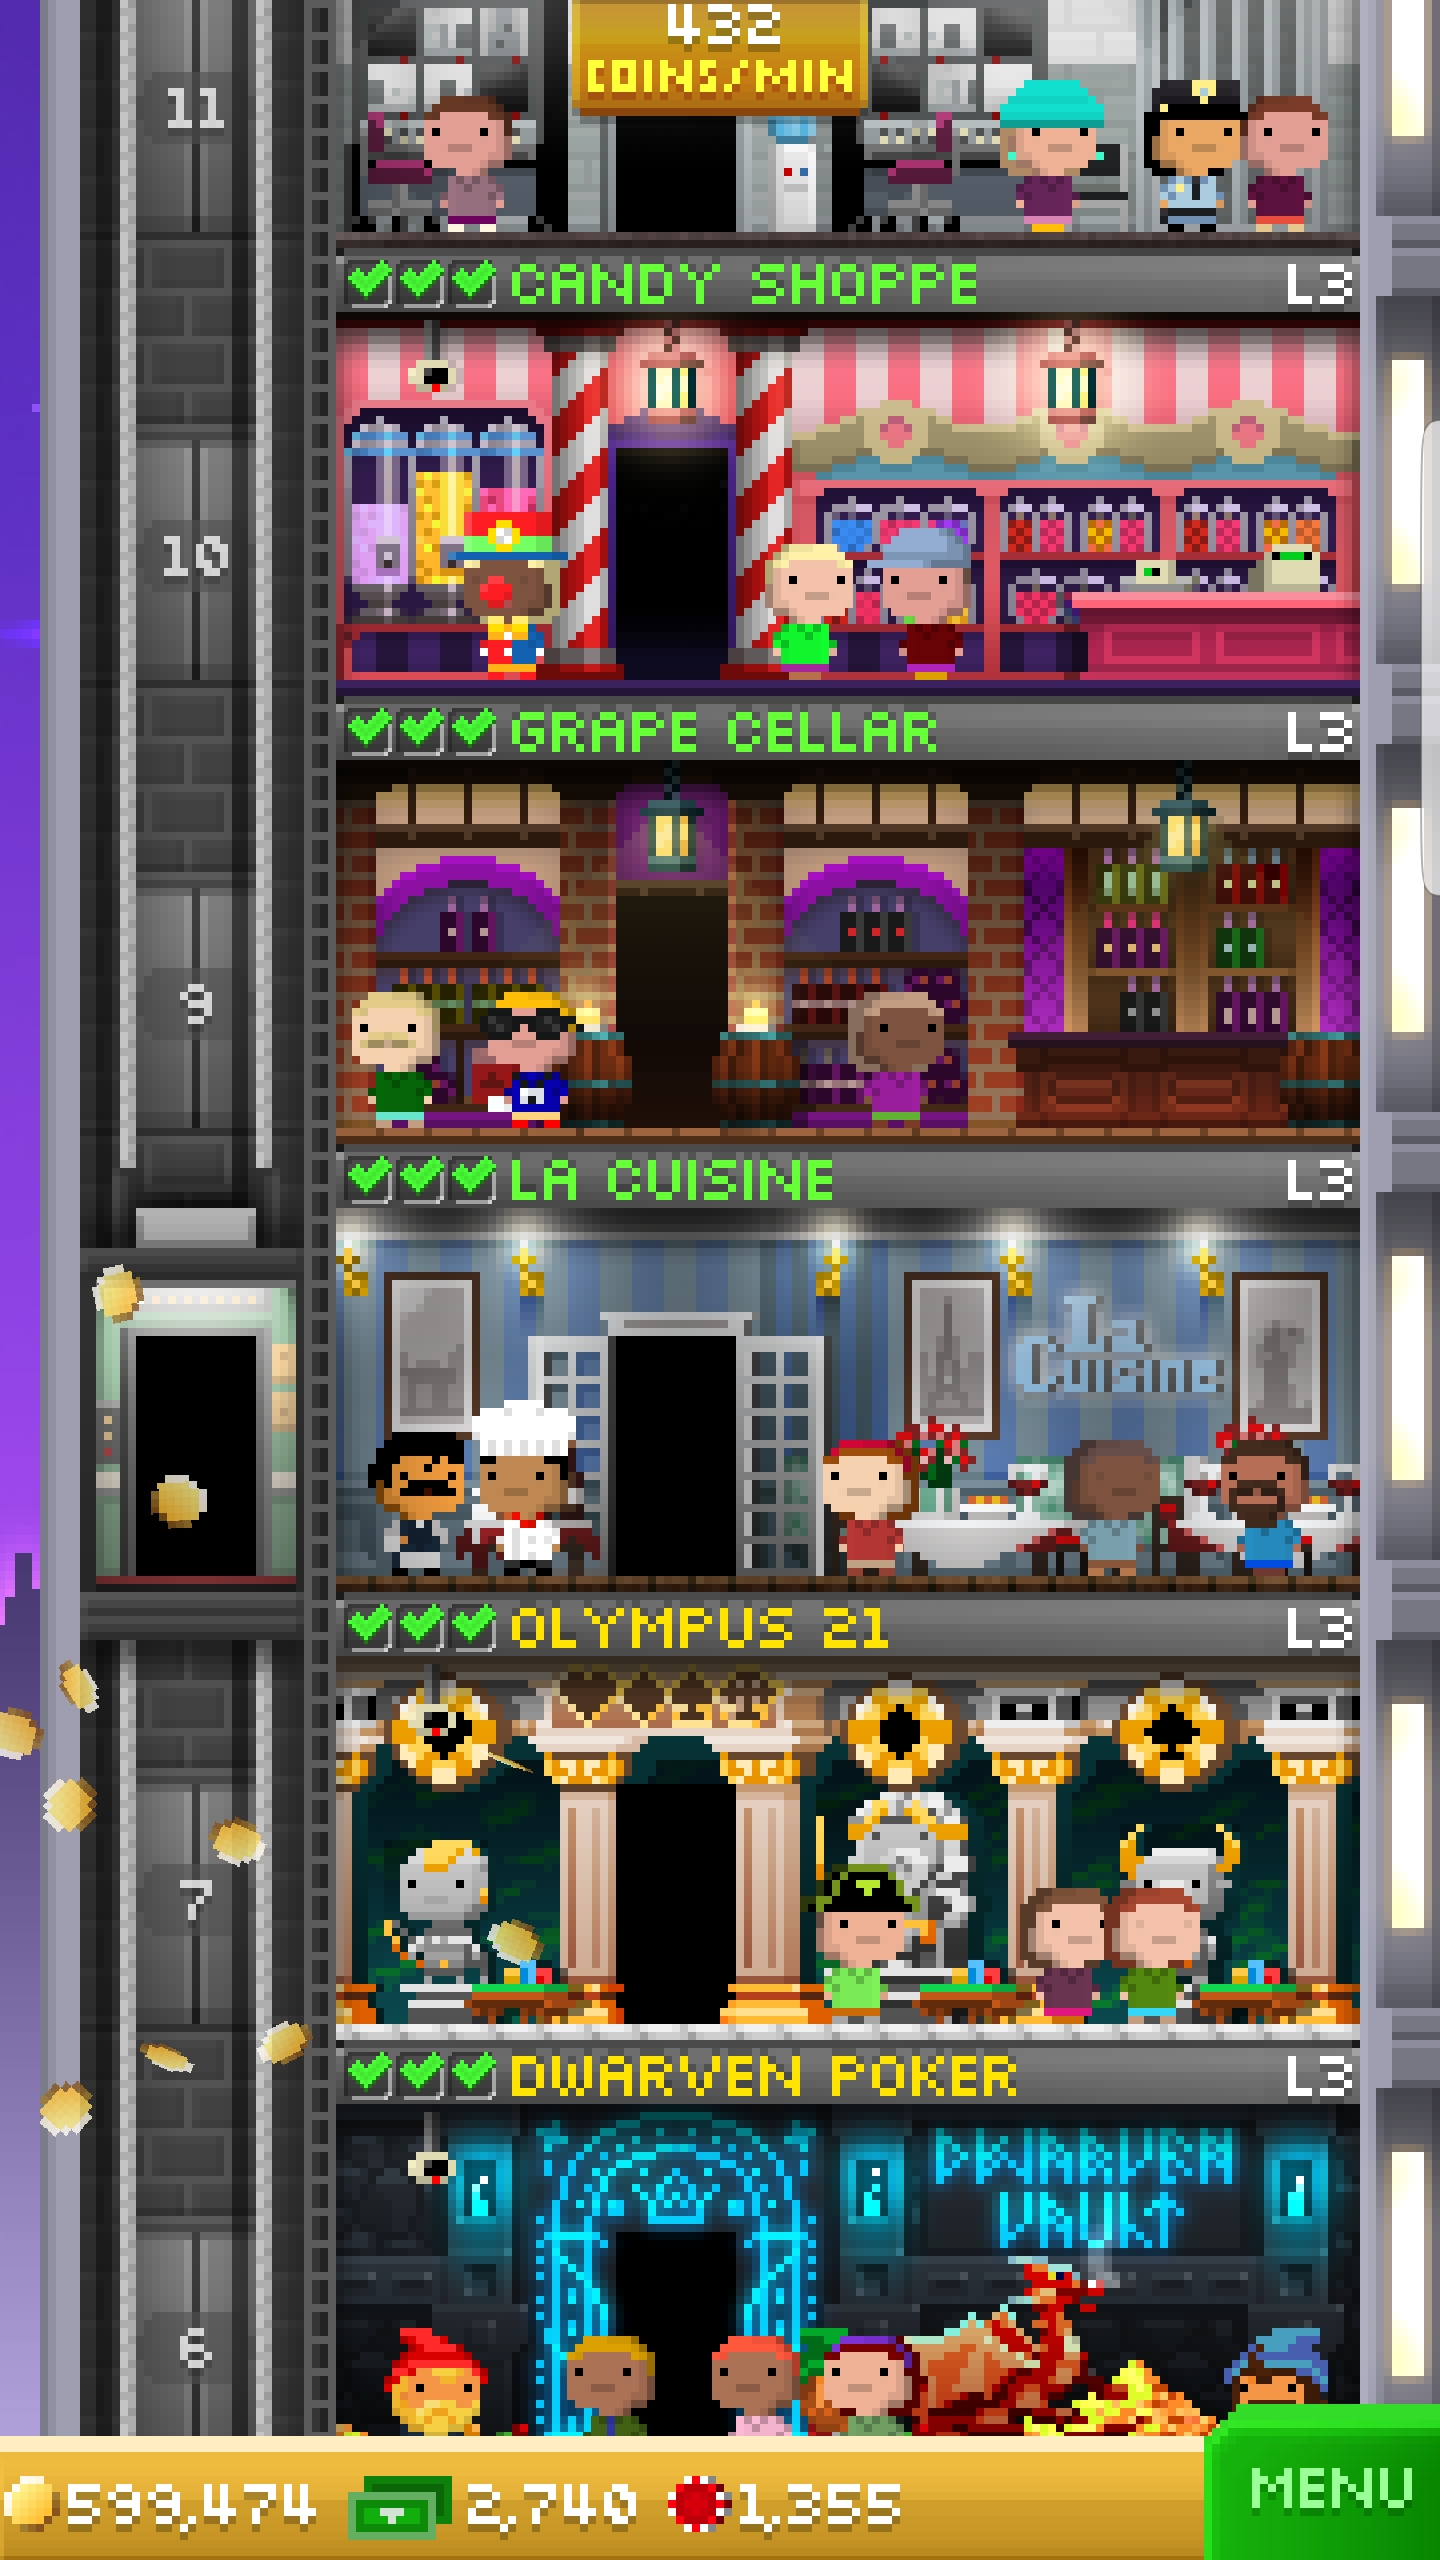 432
COINS/MIN
11
CANDY SHOPPE L3
10
GRAPE CELLAR L3
9
LA CUISINE L3
La
Cuisine
OLYMPUS 21 L3
7
DWARVEN POKER L3
DWARVEN
VAULT
6
599,474 2,740 1,355 MENU